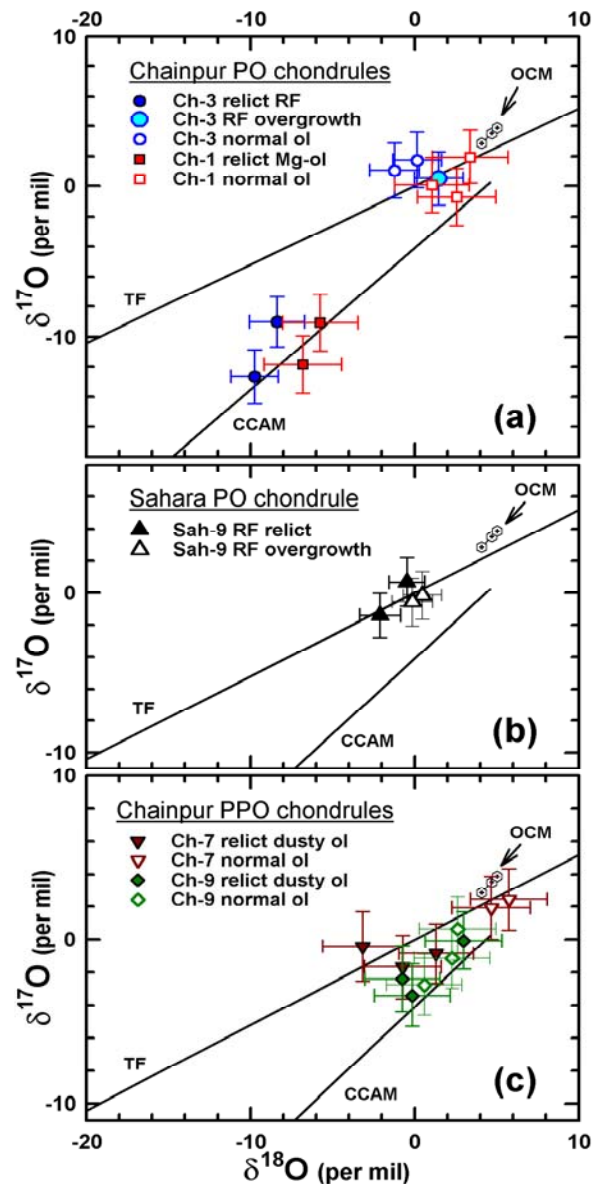 -20 -10 0 10
10
Chainpur PO chondrules
OCM
Ch-3 relict RF
Ch-3 RF overgrowth
Ch-3 normal ol
Ch-1 relict Mg-ol
Ch-1 normal ol
0
δ¹⁷O (per mil)
TF
-10
CCAM
(a)
Sahara PO chondrule
OCM
Sah-9 RF relict
Sah-9 RF overgrowth
0
δ¹⁷O (per mil)
TF
CCAM
(b)
-10
10
Chainpur PPO chondrules
OCM
Ch-7 relict dusty ol
Ch-7 normal ol
Ch-9 relict dusty ol
Ch-9 normal ol
0
δ¹⁷O (per mil)
TF
CCAM
(c)
-10
-20 -10 0 10
δ¹⁸O (per mil)